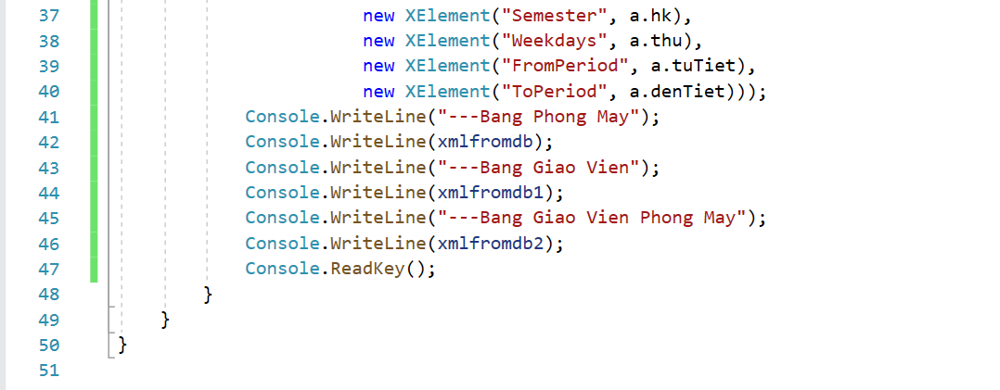 37 new XElement("Semester", a.hk),
38 new XElement("Weekdays", a.thu),
39 new XElement("FromPeriod", a.tuTiet),
40 new XElement("ToPeriod", a.denTiet)));
41 Console.WriteLine("---Bang Phong May");
42 Console.WriteLine(xmlfromdb);
43 Console.WriteLine("---Bang Giao Vien");
44 Console.WriteLine(xmlfromdb1);
45 Console.WriteLine("---Bang Giao Vien Phong May");
46 Console.WriteLine(xmlfromdb2);
47 Console.ReadKey();
48 }
49 }
50 }
51